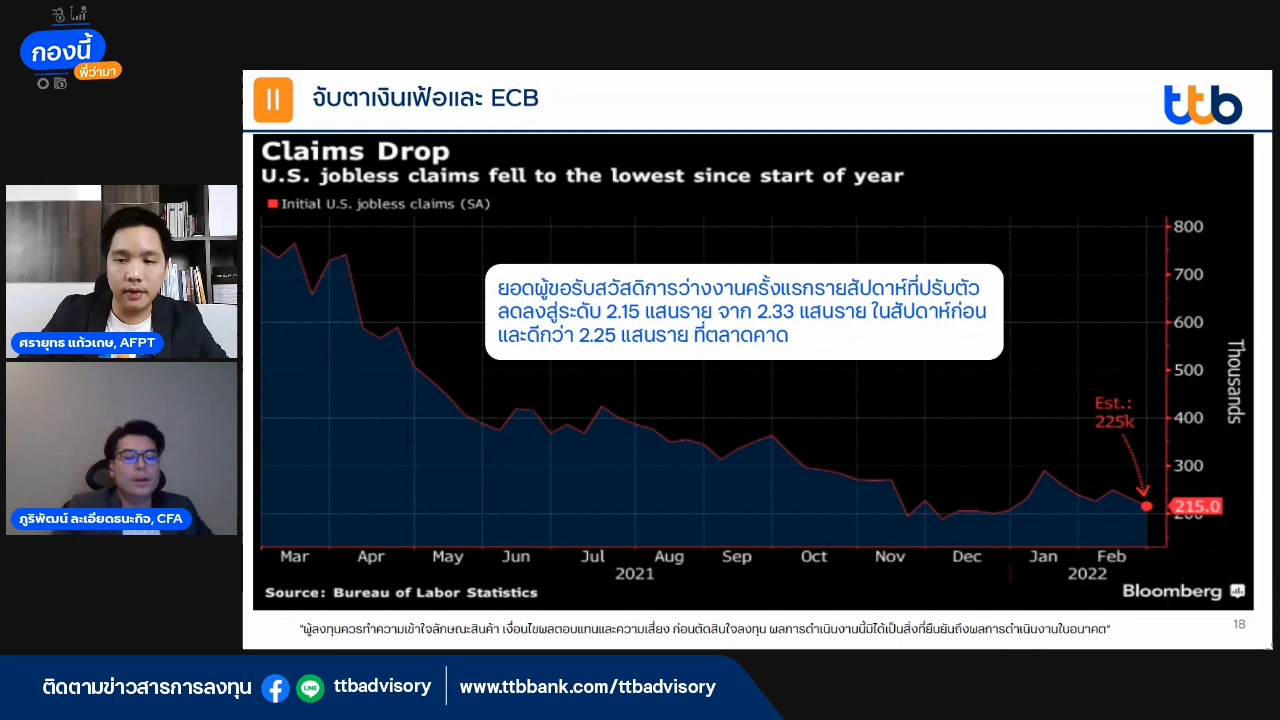 กองนี้
พี่ว่ามา
จับตาเงินเฟ้อและ ECB
ttb
Claims Drop
U.S. jobless claims fell to the lowest since start of year
Initial U.S. jobless claims (SA)
ยอดผู้ขอรับสวัสดิการว่างงานครั้งแรกรายสัปดาห์ที่ปรับตัว
ลดลงสู่ระดับ 2.15 แสนราย จาก 2.33 แสนราย ในสัปดาห์ก่อน
และดีกว่า 2.25 แสนราย ที่ตลาดคาด
800
700
600
500
400
300
200
Thousands
Est.:
225k
215.0
Mar Apr May Jun Jul Aug Sep Oct Nov Dec Jan Feb
2021 2022
Source: Bureau of Labor Statistics
Bloomberg
"ผู้ลงทุนควรทำความเข้าใจลักษณะสินค้า เงื่อนไขผลตอบแทนและความเสี่ยง ก่อนตัดสินใจลงทุน ผลการดำเนินงานนี้มิได้เป็นสิ่งที่ยืนยันถึงผลการดำเนินงานในอนาคต"
18
ศรายุทธ แก้วเกษ, AFPT
ภูริพัฒน์ ละเอียดธนะกิจ, CFA
ติดตามข่าวสารการลงทุน
LINE
ttbadvisory
www.ttbbank.com/ttbadvisory